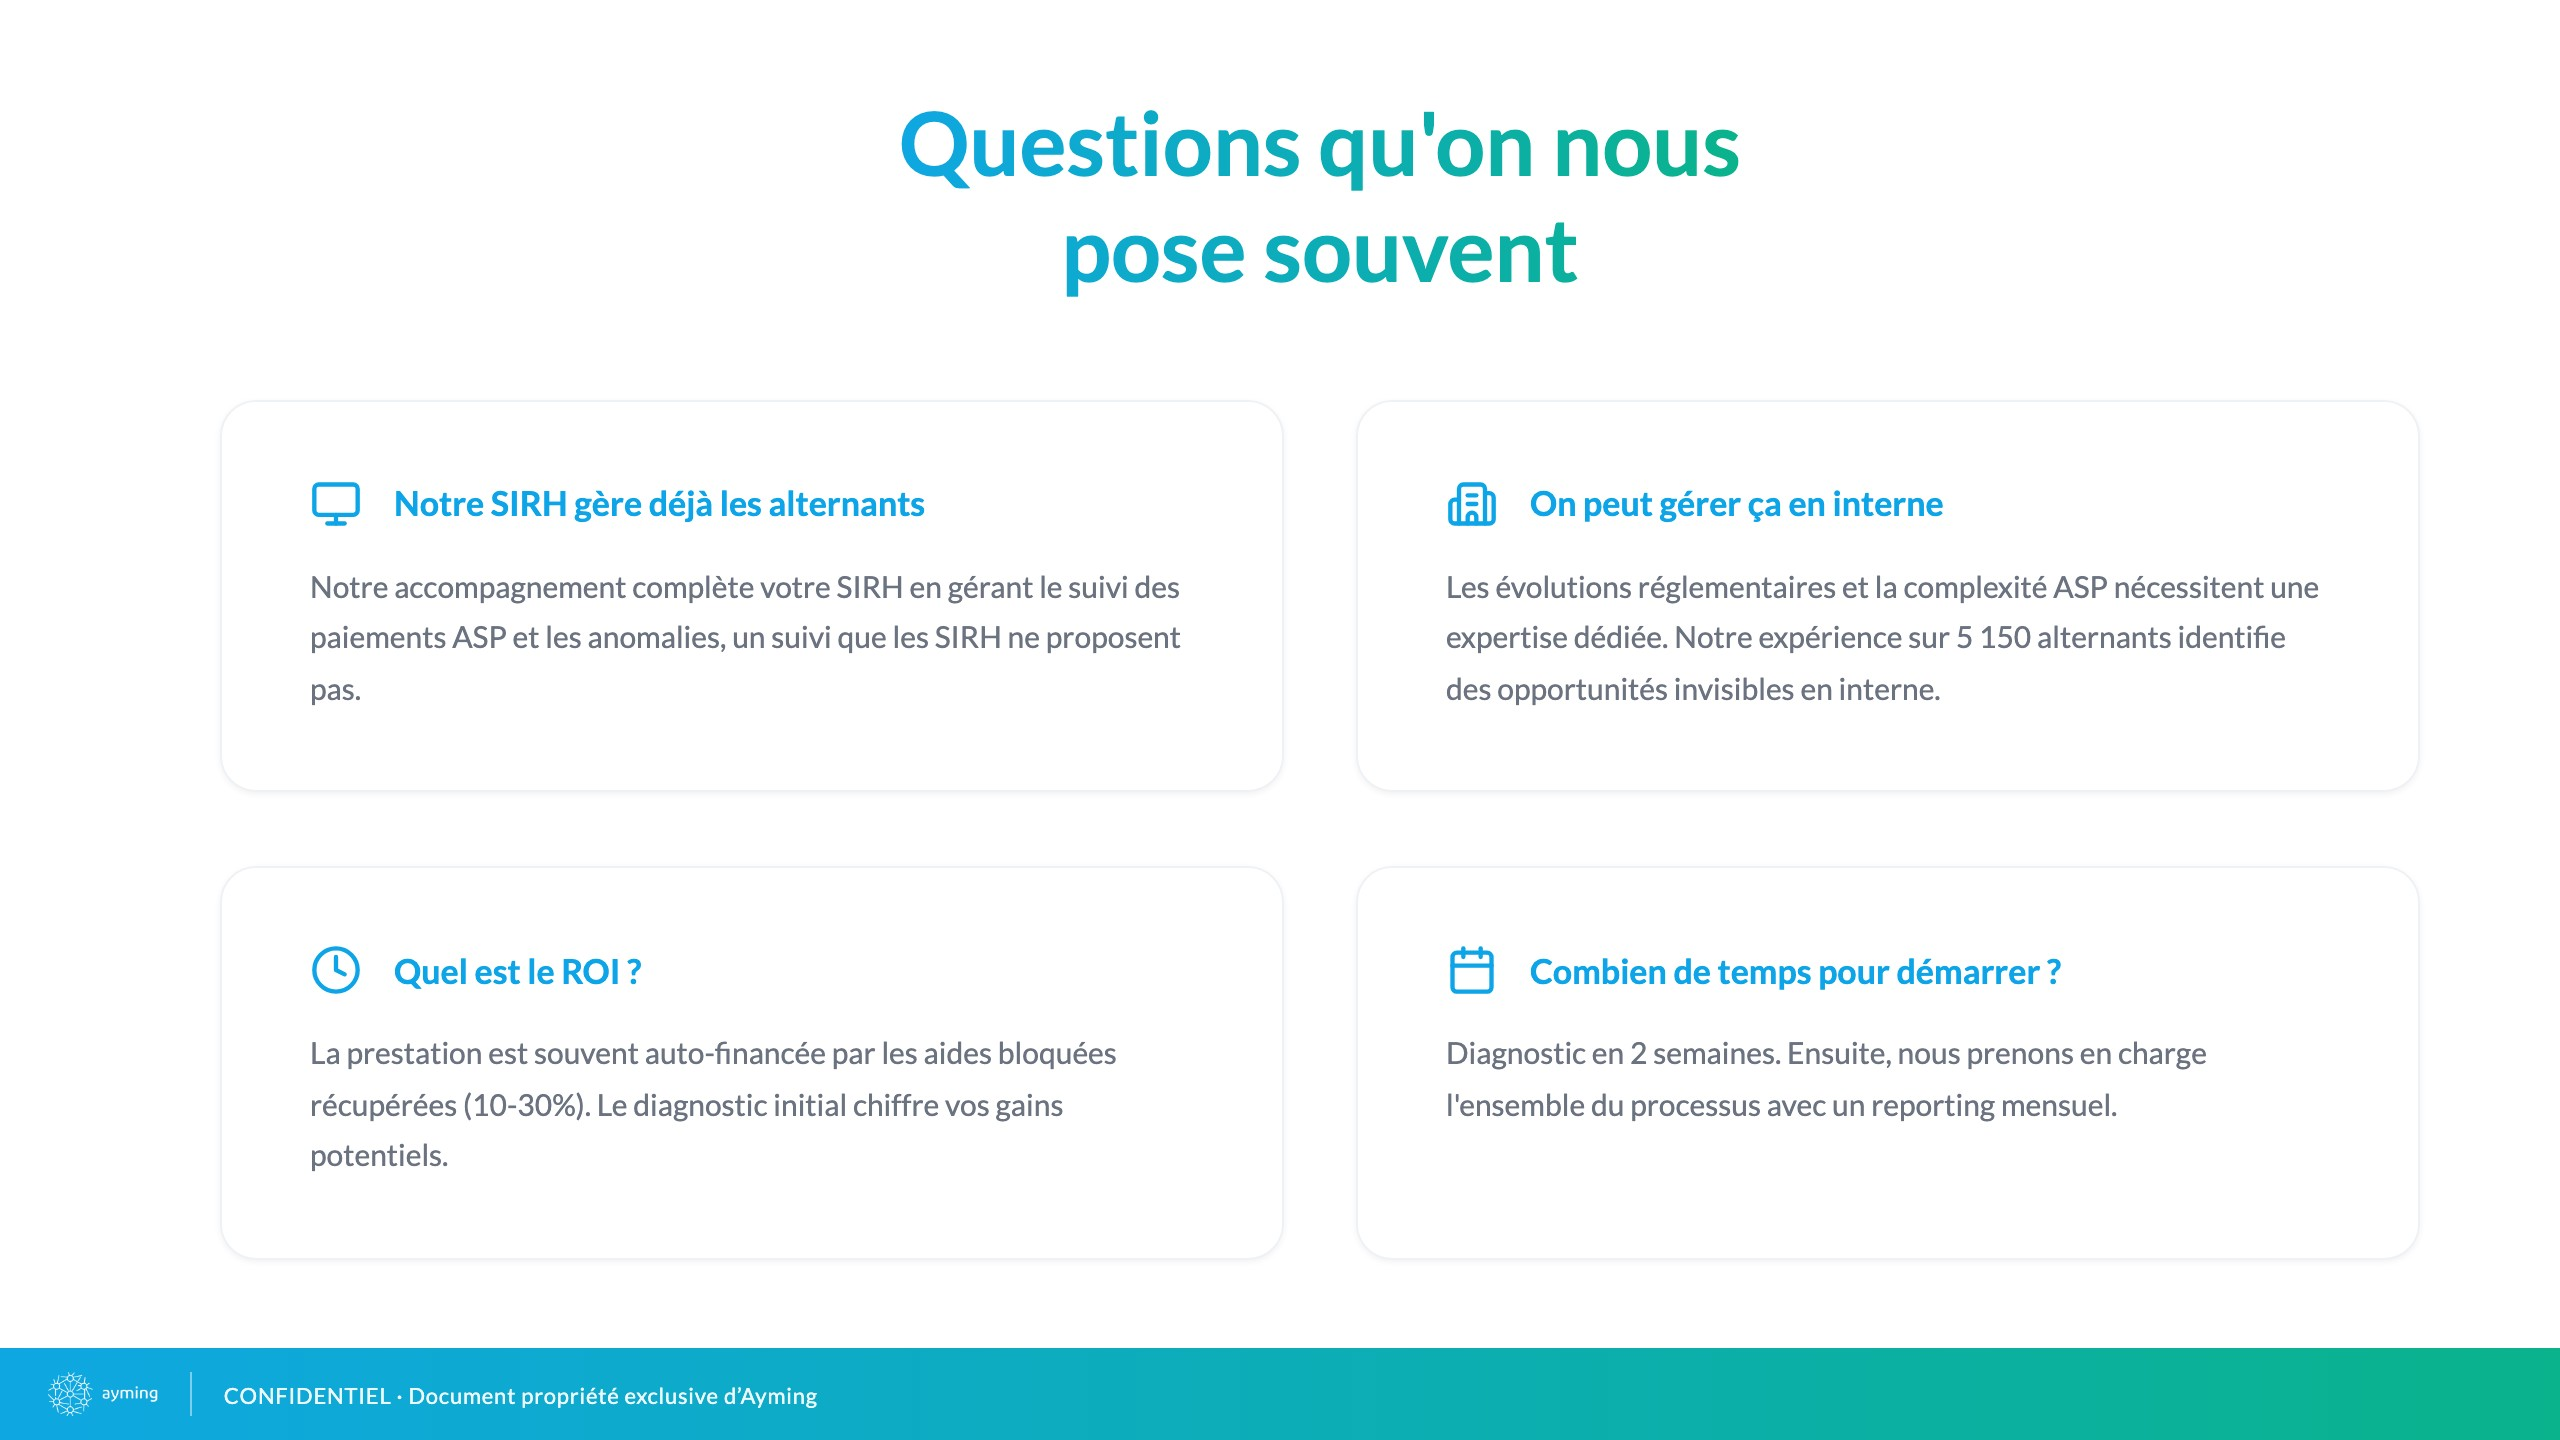 Questions qu'on nous
pose souvent
Notre SIRH gère déjà les alternants
Notre accompagnement complète votre SIRH en gérant le suivi des
paiements ASP et les anomalies, un suivi que les SIRH ne proposent
pas.
On peut gérer ça en interne
Les évolutions réglementaires et la complexité ASP nécessitent une
expertise dédiée. Notre expérience sur 5 150 alternants identifie
des opportunités invisibles en interne.
Quel est le ROI ?
La prestation est souvent auto-financée par les aides bloquées
récupérées (10-30%). Le diagnostic initial chiffre vos gains
potentiels.
Combien de temps pour démarrer ?
Diagnostic en 2 semaines. Ensuite, nous prenons en charge
l'ensemble du processus avec un reporting mensuel.
ayming
CONFIDENTIEL · Document propriété exclusive d’Ayming